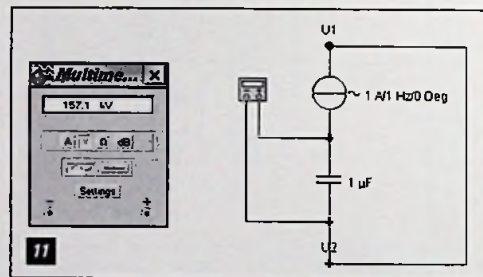 Multime...
157.1 kV
A V Ω dB
Settings
11
U1
1 A/1 Hz/0 Deg
1 µF
U2